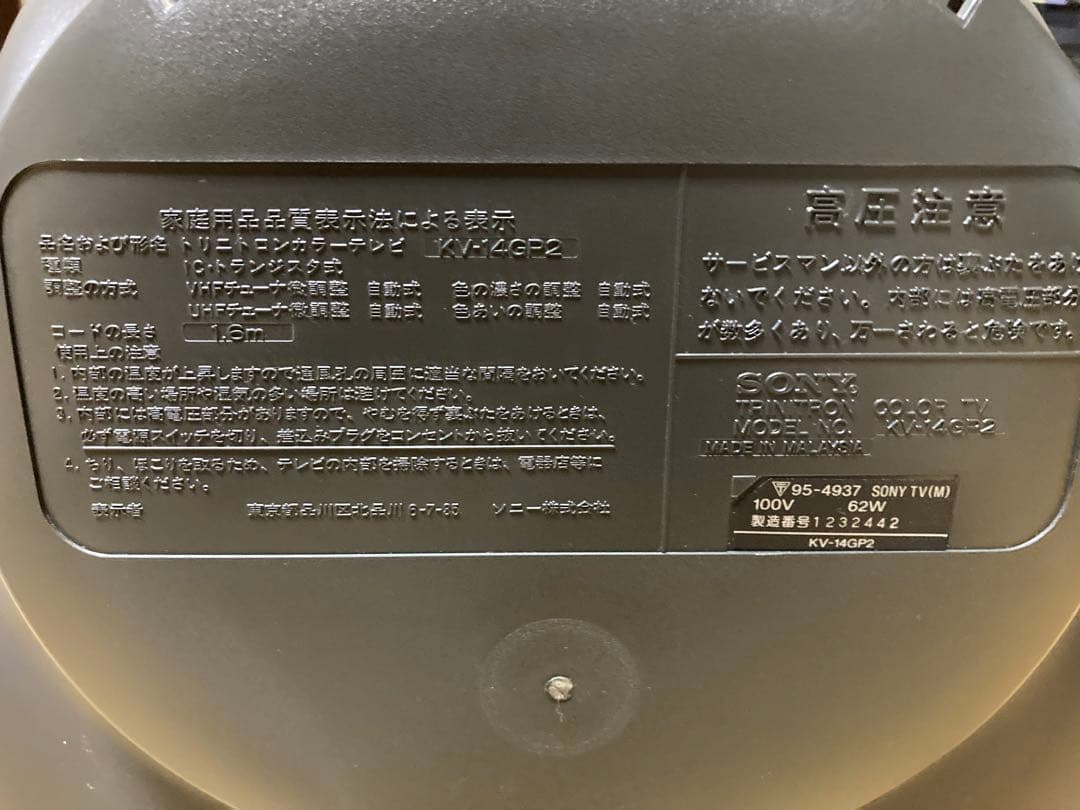 家庭用品品質表示法による表示
品名および形名 トリニトロンカラーテレビ KV-14GP2
種類 IC・トランジスタ式
調整の方式 VHFチューナ微調整 自動式 色の濃さの調整 自動式
UHFチューナ微調整 自動式 色あいの調整 自動式
コードの長さ 1.6m
使用上の注意
1. 内部の温度が上昇しますので通風孔の周囲に適当な間隔をおいてください。
2. 温度の高い場所や湿気の多い場所は避けてください。
3. 内部には高電圧部分がありますので、やむを得ず裏ぶたをあけるときは、
必ず電源スイッチを切り、差込みプラグをコンセントから抜いてください。
4. ちり、ほこりを取るため、テレビの内部を掃除するときは、電器店等に
ご相談ください。
表示者 東京都品川区北品川 6-7-35 ソニー株式会社
高圧注意
サービスマン以外の方は裏ぶたをあけ
ないでください。内部には高電圧部分
が数多くあり、万一さわると危険です。
SONY
TRINITRON COLOR TV
MODEL NO. KV-14GP2
MADE IN MALAYSIA
95-4937 SONY TV(M)
100V 62W
製造番号1232442
KV-14GP2